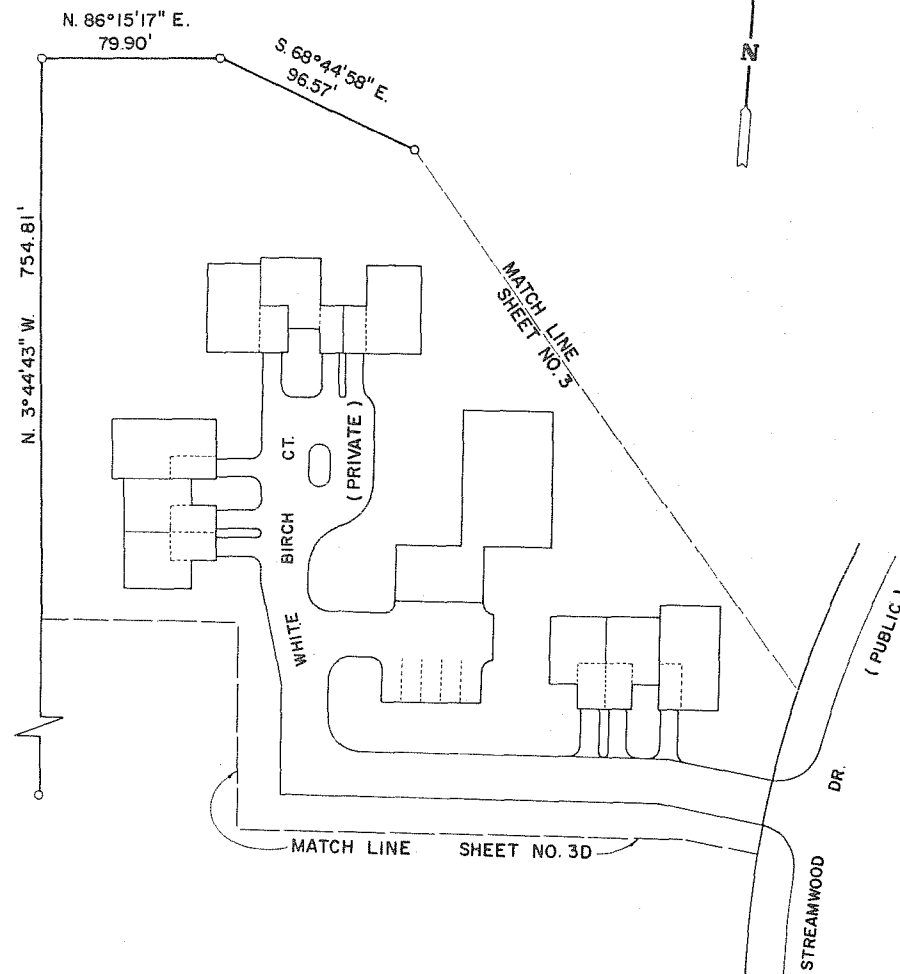 N. 86°15'17" E.
79.90'
S. 68°44'58" E.
96.57'
N
N. 3°44'43" W. 754.81'
MATCH LINE
SHEET NO. 3
CT.
(PRIVATE)
BIRCH
WHITE
(PUBLIC)
DR.
STREAMWOOD
MATCH LINE SHEET NO. 3D